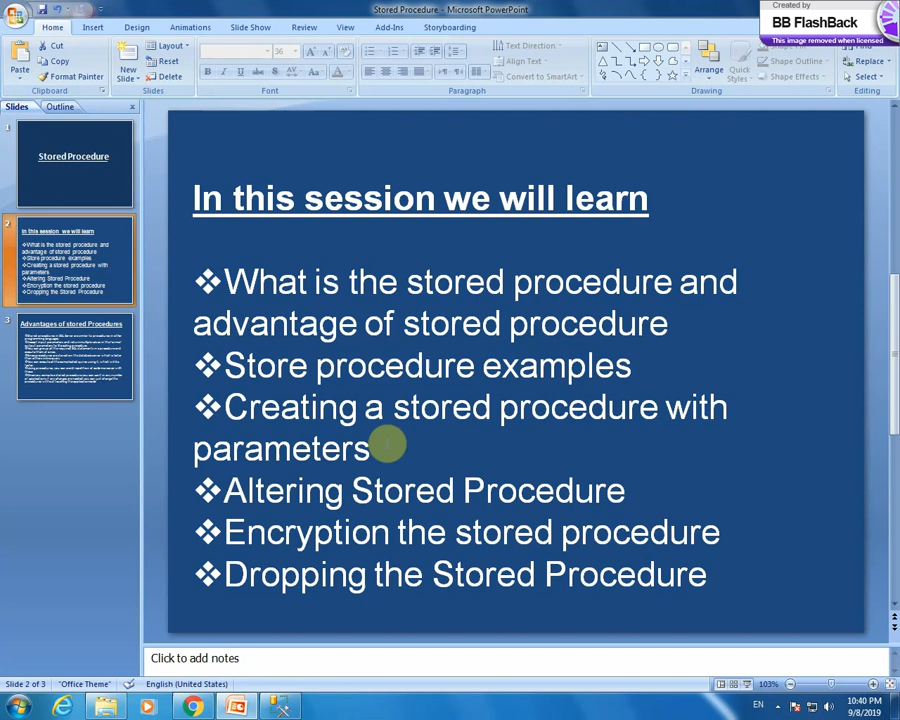 Stored Procedure - Microsoft PowerPoint
Created by
BB FlashBack
This image removed when licensed
Home Insert Design Animations Slide Show Review View Add-Ins Storyboarding
Paste
Cut
Copy
Format Painter
Clipboard
New Slide
Layout
Reset
Delete
Slides
36
B I U
Font
Text Direction
Align Text
Convert to SmartArt
Paragraph
Arrange
Quick Styles
Shape Outline
Shape Effects
Drawing
Replace
Select
Editing
Slides Outline
1
Stored Procedure
2
In this session we will learn
What is the stored procedure and
advantage of stored procedure
Store procedure examples
Creating a stored procedure with
parameters
Altering Stored Procedure
Encryption the stored procedure
Dropping the Stored Procedure
3
Advantages of stored Procedures
In this session we will learn
❖What is the stored procedure and
advantage of stored procedure
❖Store procedure examples
❖Creating a stored procedure with
parameters
❖Altering Stored Procedure
❖Encryption the stored procedure
❖Dropping the Stored Procedure
Click to add notes
Slide 2 of 3 "Office Theme" English (United States) 103%
EN
10:40 PM
9/8/2019